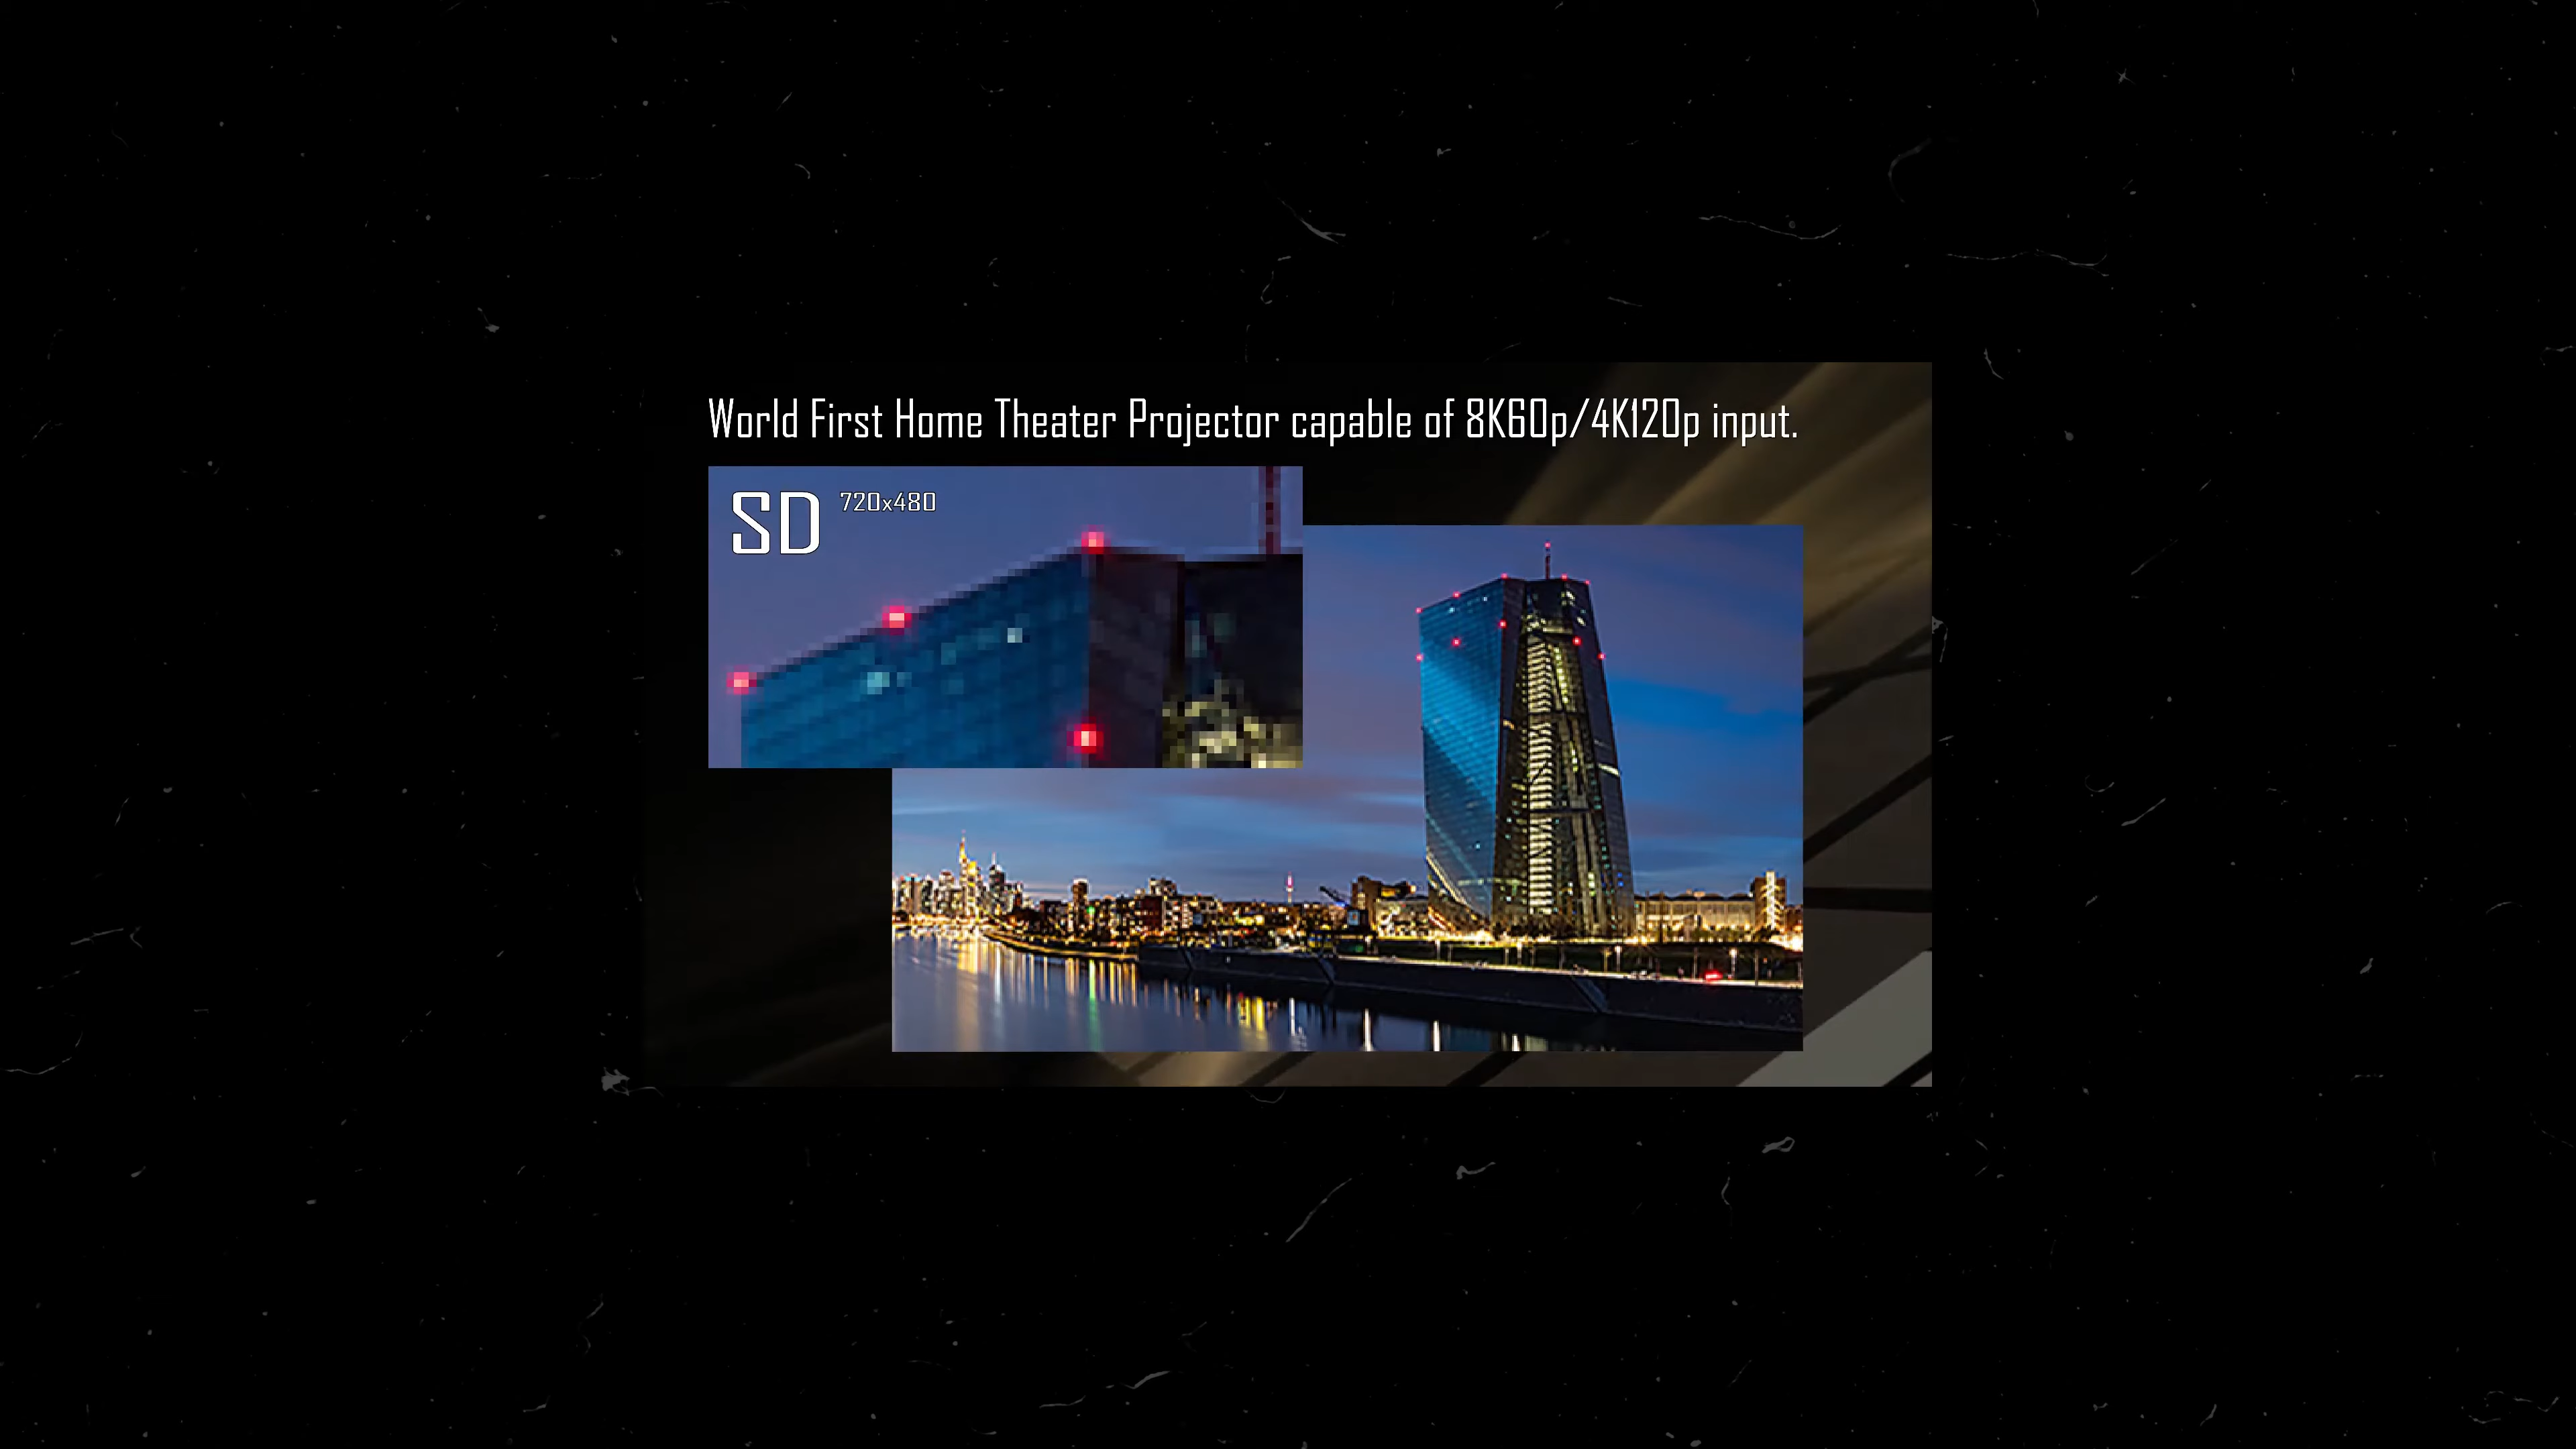 World First Home Theater Projector capable of 8K60p/4K120p input.
SD 720x480